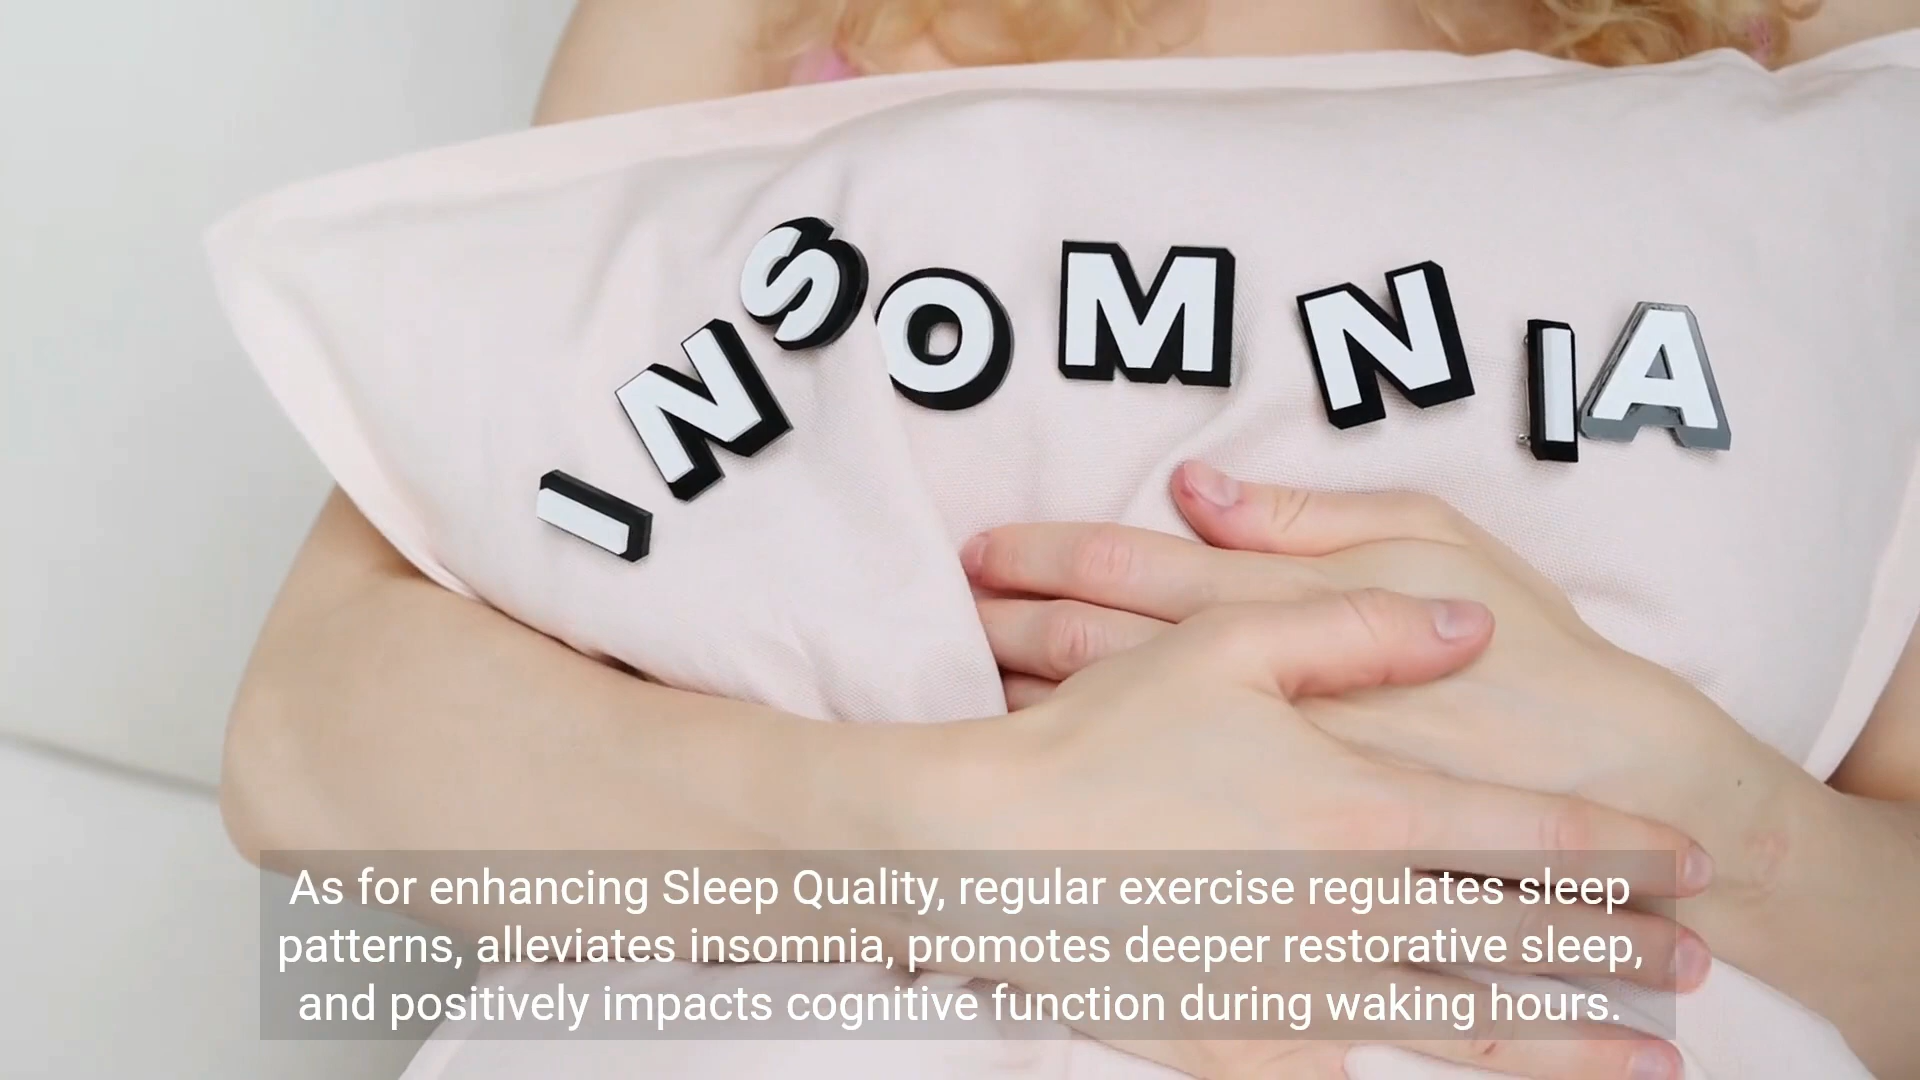 INSOMNIA
As for enhancing Sleep Quality, regular exercise regulates sleep
patterns, alleviates insomnia, promotes deeper restorative sleep,
and positively impacts cognitive function during waking hours.